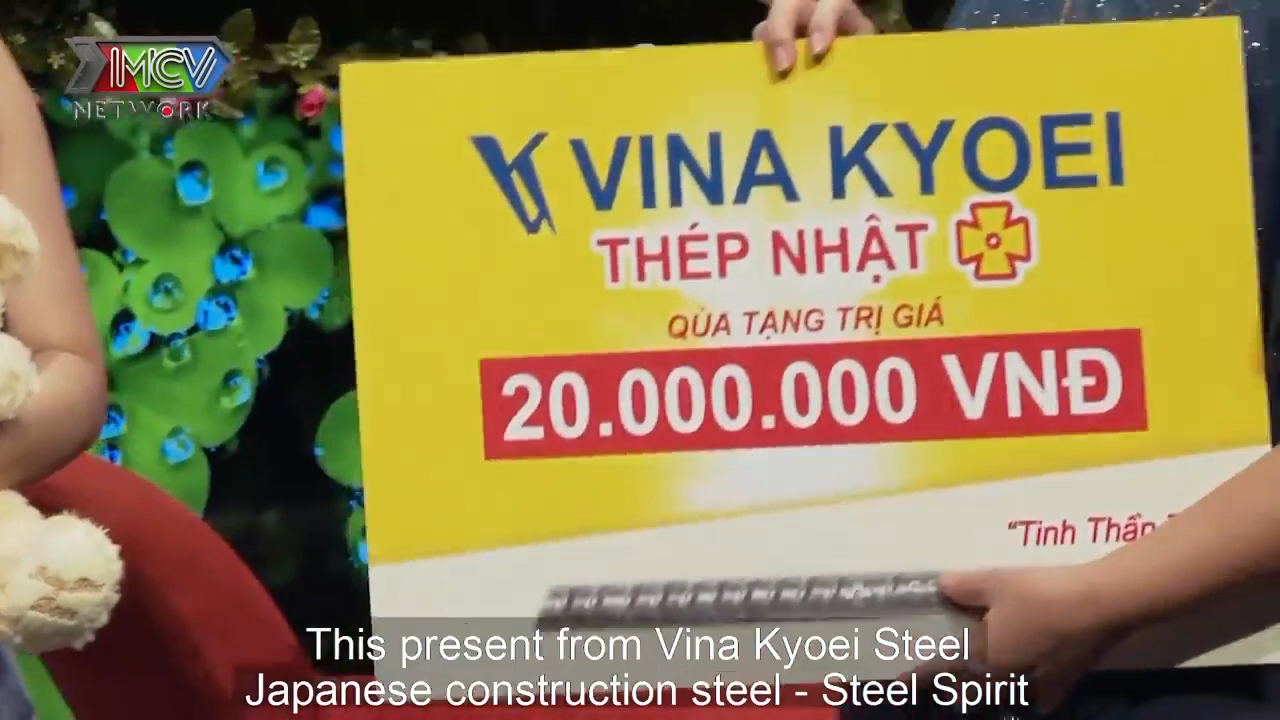 MCV
NETWORK
VINA KYOEI
THÉP NHẬT
QÙA TẶNG TRỊ GIÁ
20.000.000 VNĐ
“Tinh Thần
This present from Vina Kyoei Steel
Japanese construction steel - Steel Spirit